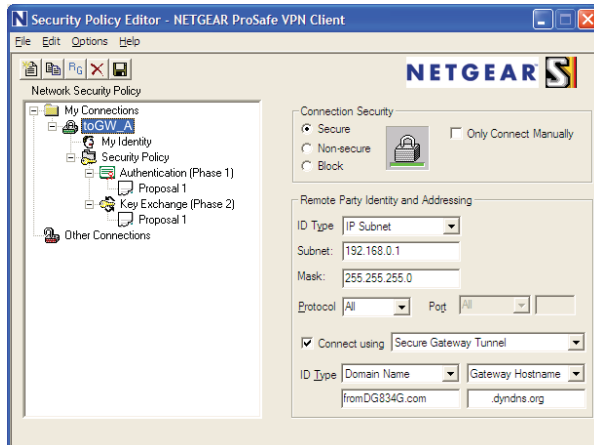 N Security Policy Editor - NETGEAR ProSafe VPN Client
File Edit Options Help
NETGEAR
Network Security Policy
My Connections
toGW_A
My Identity
Security Policy
Authentication (Phase 1)
Proposal 1
Key Exchange (Phase 2)
Proposal 1
Other Connections
Connection Security
Secure
Only Connect Manually
Non-secure
Block
Remote Party Identity and Addressing
ID Type IP Subnet
Subnet: 192.168.0.1
Mask: 255.255.255.0
Protocol All Port All
Connect using Secure Gateway Tunnel
ID Type Domain Name Gateway Hostname
fromDG834G.com .dyndns.org